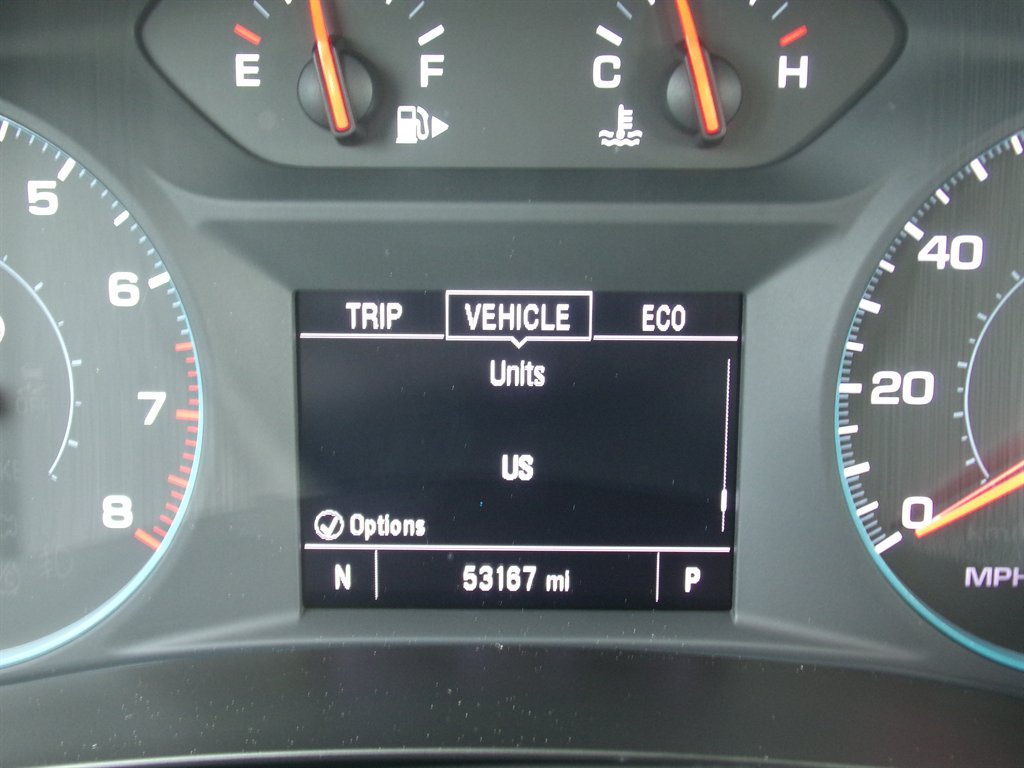 E F C H
5
6
7
8
TRIP VEHICLE ECO
Units
US
Options
N 53167 mi P
40
20
0
MPH